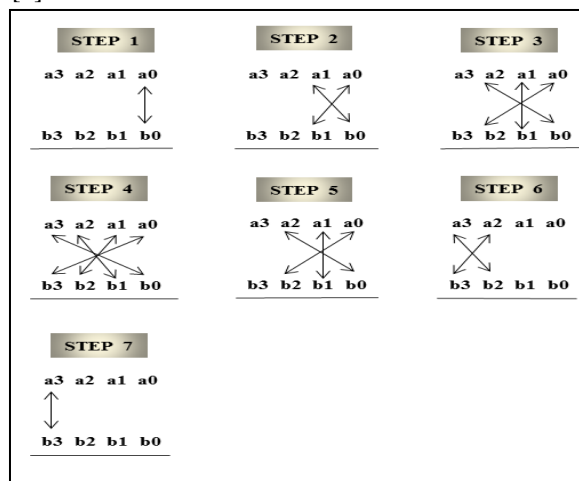 STEP 1
a3 a2 a1 a0
b3 b2 b1 b0
STEP 2
a3 a2 a1 a0
b3 b2 b1 b0
STEP 3
a3 a2 a1 a0
b3 b2 b1 b0
STEP 4
a3 a2 a1 a0
b3 b2 b1 b0
STEP 5
a3 a2 a1 a0
b3 b2 b1 b0
STEP 6
a3 a2 a1 a0
b3 b2 b1 b0
STEP 7
a3 a2 a1 a0
b3 b2 b1 b0